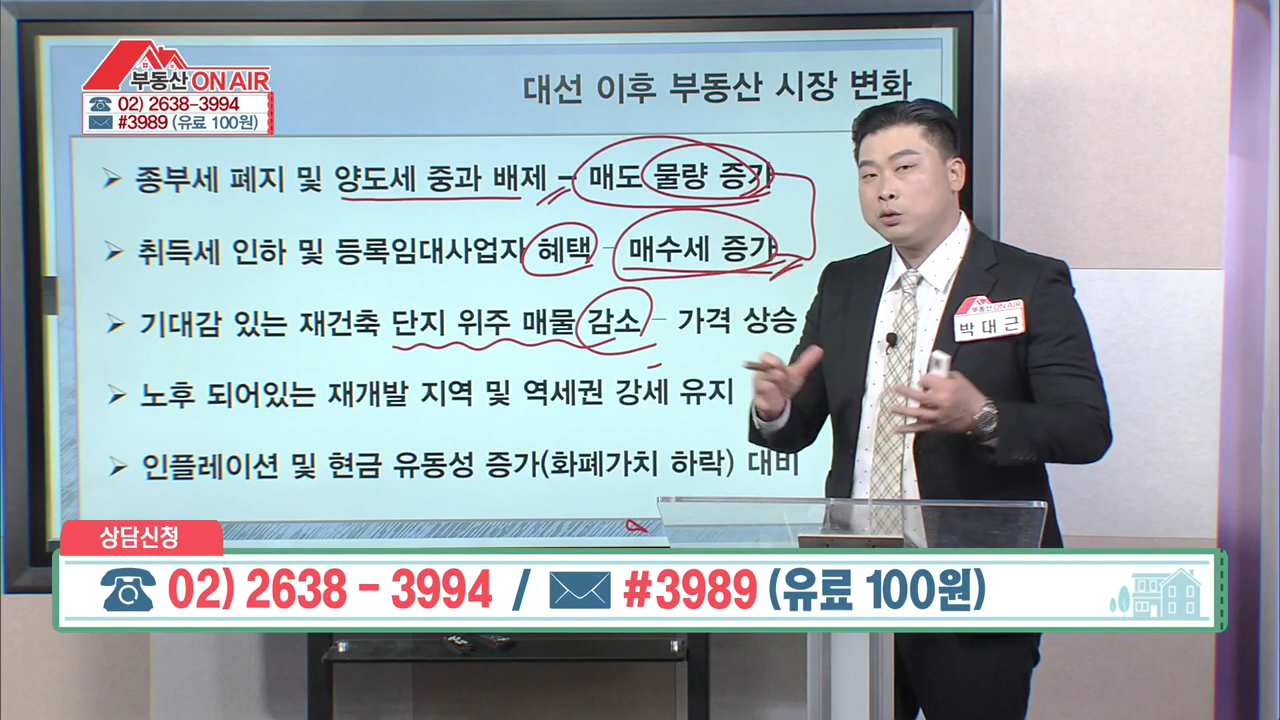 부동산 ON AIR
02) 2638-3994
#3989 (유료 100원)
대선 이후 부동산 시장 변화
➢ 종부세 폐지 및 양도세 중과 배제 – 매도 물량 증가
➢ 취득세 인하 및 등록임대사업자 혜택 – 매수세 증가
➢ 기대감 있는 재건축 단지 위주 매물 감소 – 가격 상승
➢ 노후 되어있는 재개발 지역 및 역세권 강세 유지
➢ 인플레이션 및 현금 유동성 증가(화폐가치 하락) 대비
부동산 ON AIR
박대근
상담신청
02) 2638 - 3994 / #3989 (유료 100원)